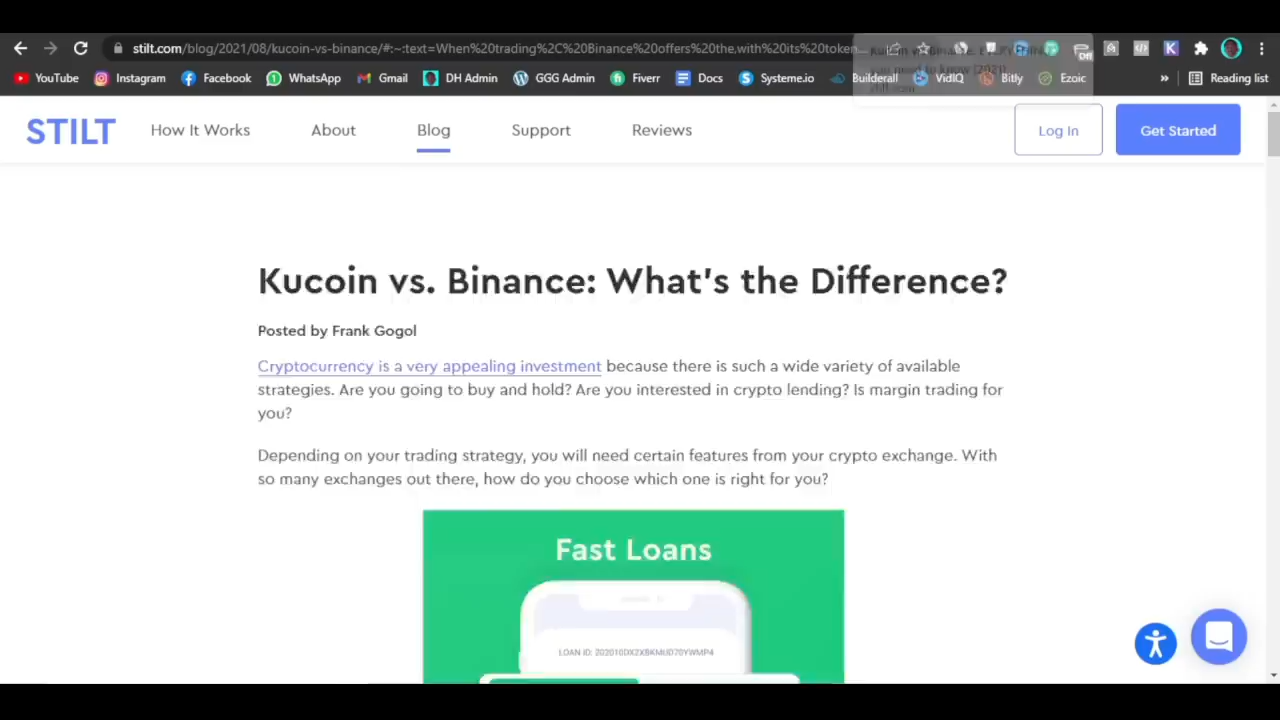 stilt.com/blog/2021/08/kucoin-vs-binance/#:~:text=When%20trading%2C%20Binance%20offers%20the,with%20its%20token...
Off
YouTube Instagram Facebook WhatsApp Gmail DH Admin GGG Admin Fiverr Docs Systeme.io Builderall VidIQ Bitly Ezoic » Reading list
STILT How It Works About Blog Support Reviews Log In Get Started
Kucoin vs. Binance: What's the Difference?
Posted by Frank Gogol
Cryptocurrency is a very appealing investment because there is such a wide variety of available
strategies. Are you going to buy and hold? Are you interested in crypto lending? Is margin trading for
you?
Depending on your trading strategy, you will need certain features from your crypto exchange. With
so many exchanges out there, how do you choose which one is right for you?
Fast Loans
LOAN ID: 202010DX2XBKMUD70YWMP4